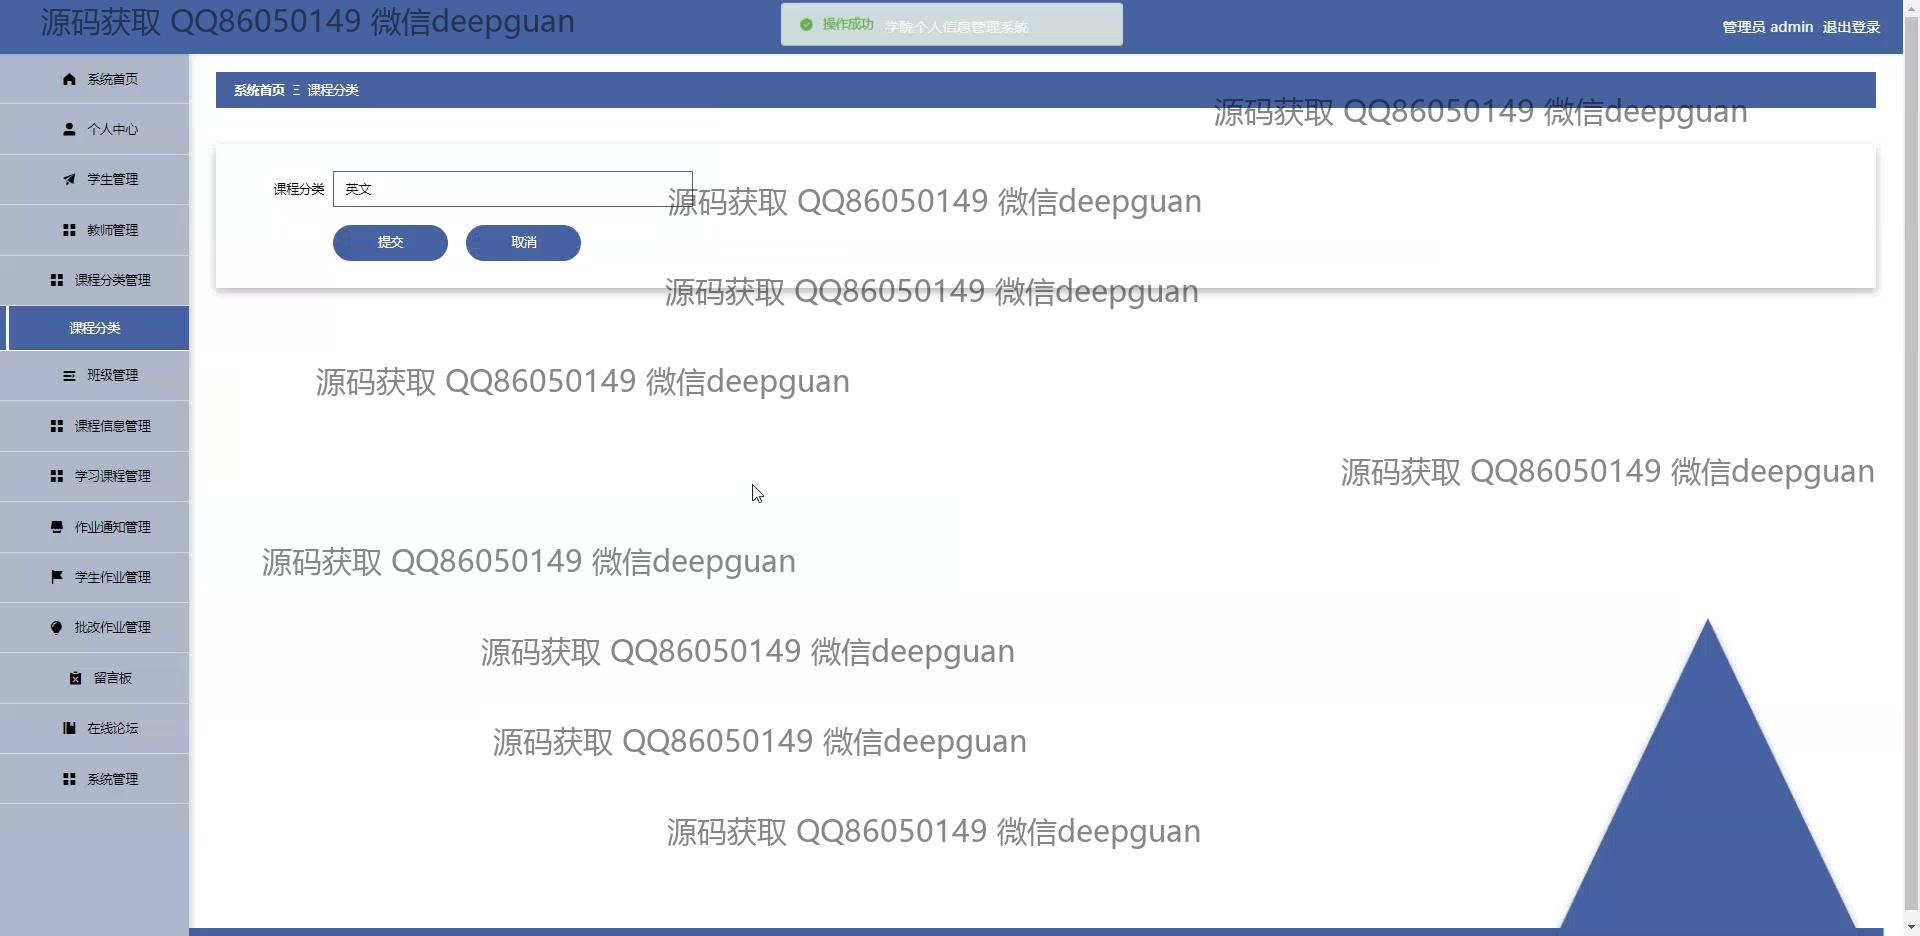 源码获取 QQ86050149 微信deepguan
操作成功
学院个人信息管理系统
管理员 admin
退出登录
系统首页
个人中心
学生管理
教师管理
课程分类管理
课程分类
班级管理
课程信息管理
学习课程管理
作业通知管理
学生作业管理
批改作业管理
留言板
在线论坛
系统管理
系统首页 Ξ 课程分类
源码获取 QQ86050149 微信deepguan
课程分类 英文
源码获取 QQ86050149 微信deepguan
提交 取消
源码获取 QQ86050149 微信deepguan
源码获取 QQ86050149 微信deepguan
源码获取 QQ86050149 微信deepguan
源码获取 QQ86050149 微信deepguan
源码获取 QQ86050149 微信deepguan
源码获取 QQ86050149 微信deepguan
源码获取 QQ86050149 微信deepguan